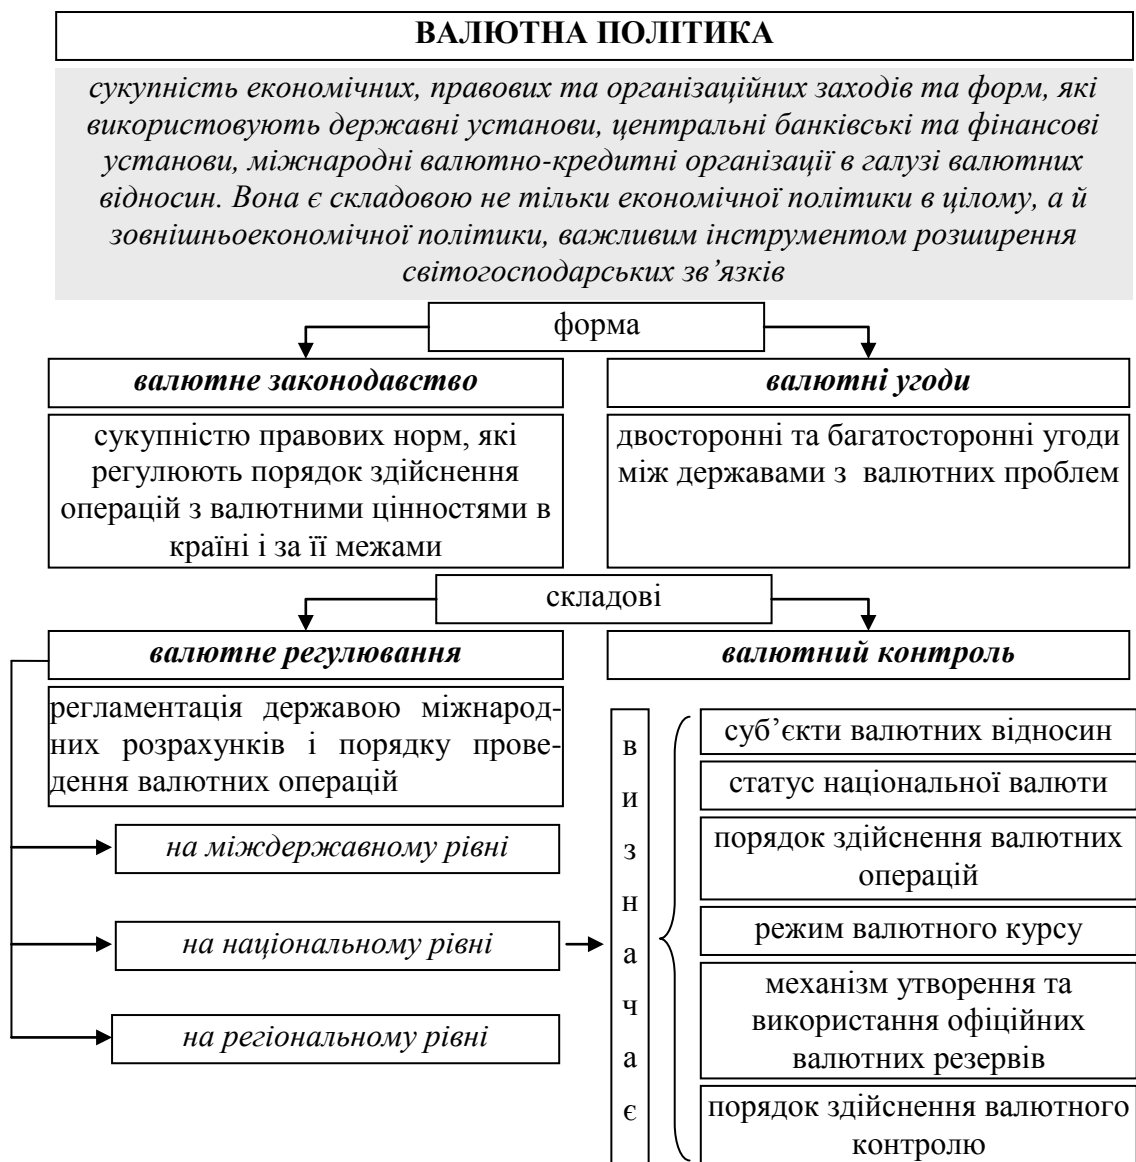 ВАЛЮТНА ПОЛІТИКА
сукупність економічних, правових та організаційних заходів та форм, які
використовують державні установи, центральні банківські та фінансові
установи, міжнародні валютно-кредитні організації в галузі валютних
відносин. Вона є складовою не тільки економічної політики в цілому, а й
зовнішньоекономічної політики, важливим інструментом розширення
світогосподарських зв’язків
форма
валютне законодавство
сукупністю правових норм, які
регулюють порядок здійснення
операцій з валютними цінностями в
країні і за її межами
валютні угоди
двосторонні та багатосторонні угоди
між державами з валютних проблем
складові
валютне регулювання
регламентація державою міжнарод-
них розрахунків і порядку прове-
дення валютних операцій
на міждержавному рівні
на національному рівні
на регіональному рівні
валютний контроль
в
и
з
н
а
ч
а
є
суб’єкти валютних відносин
статус національної валюти
порядок здійснення валютних
операцій
режим валютного курсу
механізм утворення та
використання офіційних
валютних резервів
порядок здійснення валютного
контролю